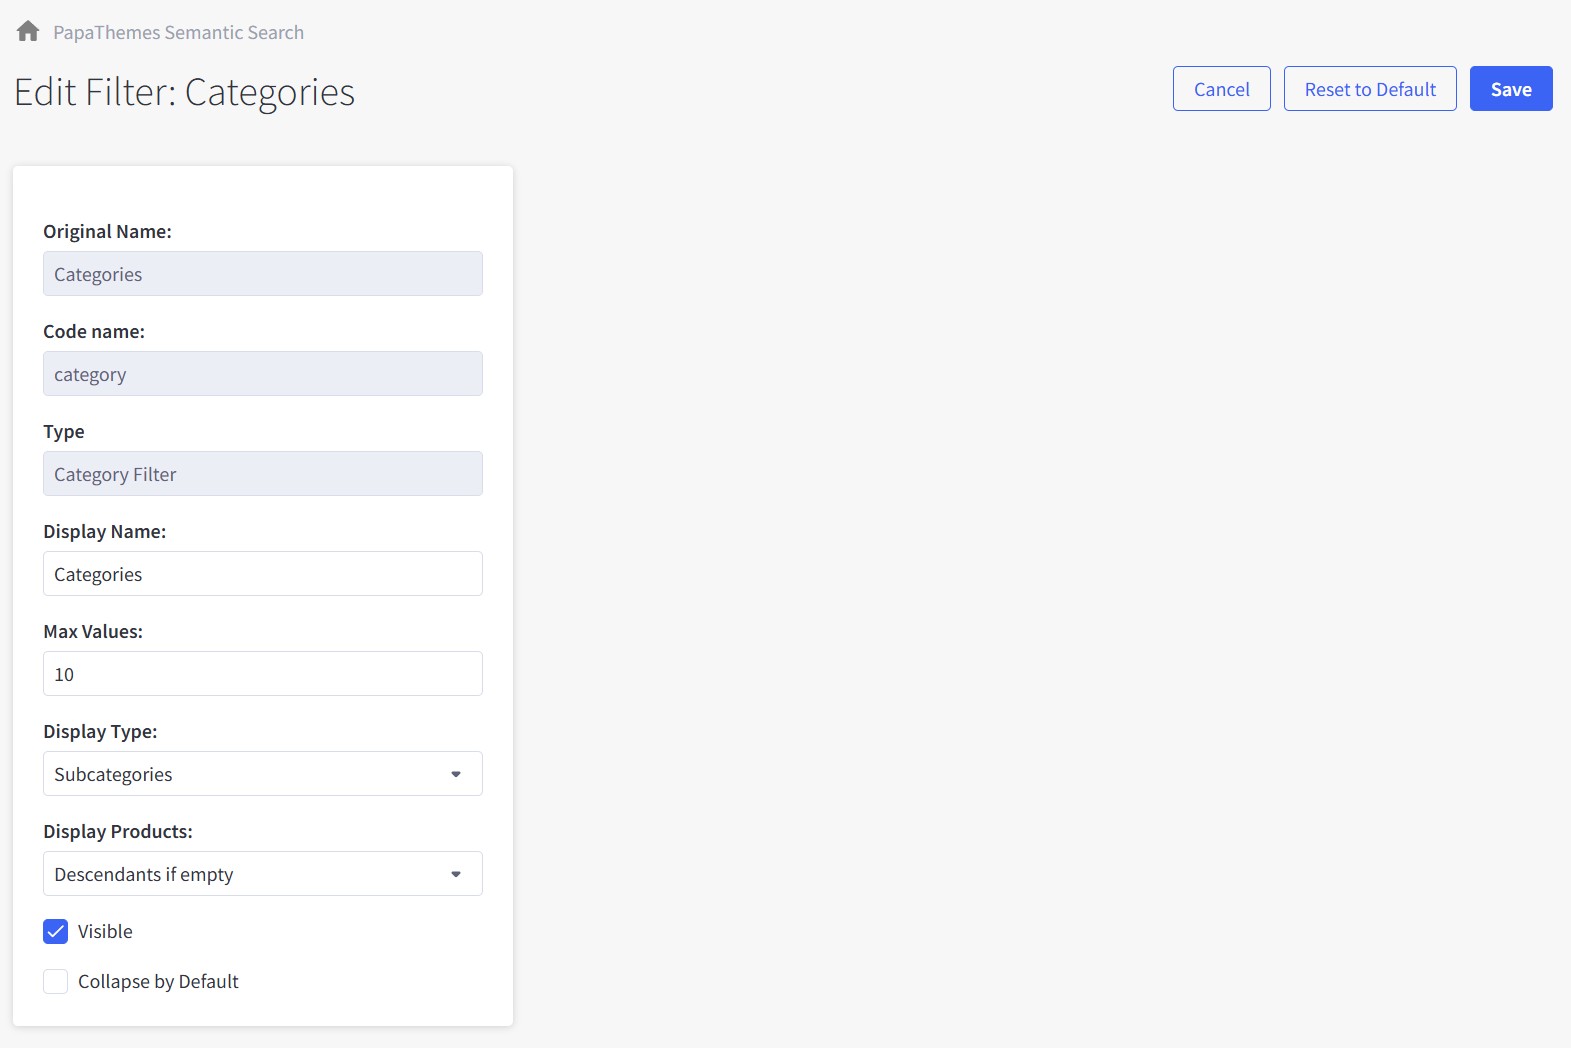 PapaThemes Semantic Search
Edit Filter: Categories
Cancel
Reset to Default
Save
Original Name:
Categories
Code name:
category
Type
Category Filter
Display Name:
Categories
Max Values:
10
Display Type:
Subcategories
Display Products:
Descendants if empty
Visible
Collapse by Default